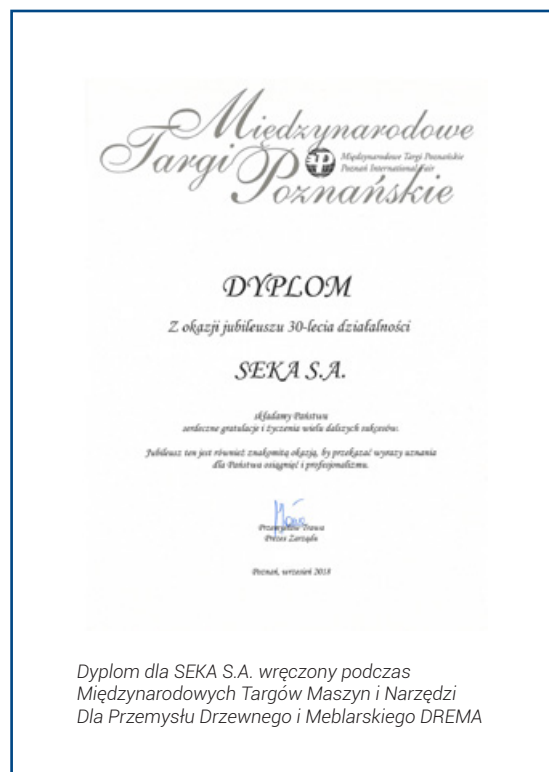 Międzynarodowe
Targi
Międzynarodowe Targi Poznańskie
Poznań International Fair
Poznańskie
DYPLOM
Z okazji jubileuszu 30-lecia działalności
SEKA S.A.
składamy Państwu
serdeczne gratulacje i życzenia wielu dalszych sukcesów.
Jubileusz ten jest również znakomitą okazją, by przekazać wyrazy uznania
dla Państwa osiągnięć i profesjonalizmu.
Przemysław Trawa
Prezes Zarządu
Poznań, wrzesień 2018
Dyplom dla SEKA S.A. wręczony podczas
Międzynarodowych Targów Maszyn i Narzędzi
Dla Przemysłu Drzewnego i Meblarskiego DREMA